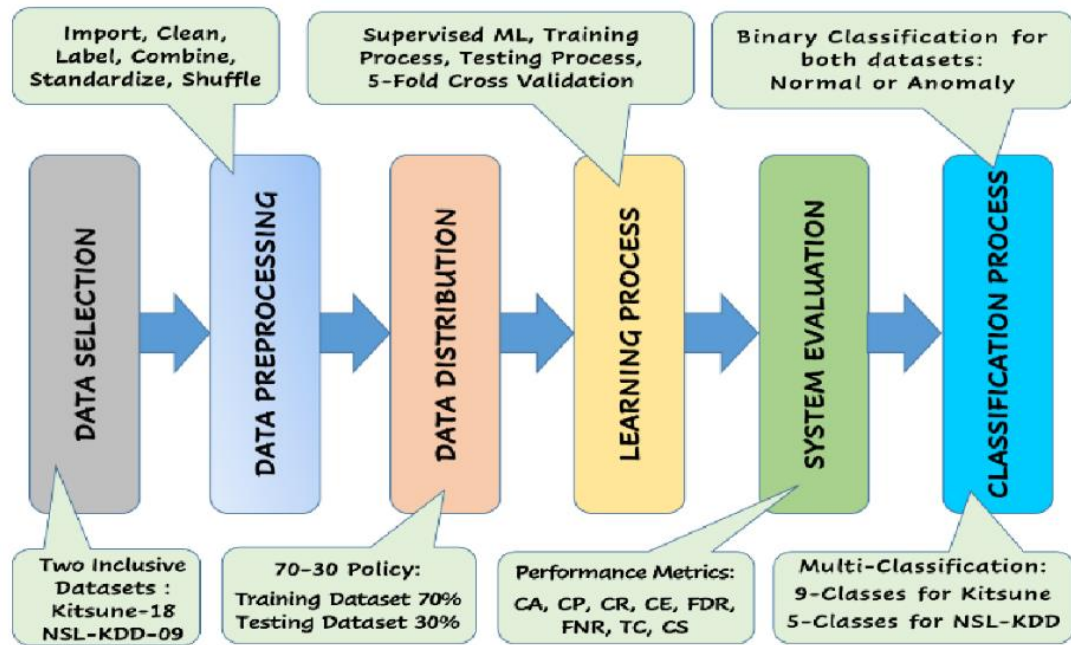 Import, Clean,
Label, Combine,
Standardize, Shuffle
Supervised ML, Training
Process, Testing Process,
5-Fold Cross Validation
Binary Classification for
both datasets:
Normal or Anomaly
DATA SELECTION
DATA PREPROCESSING
DATA DISTRIBUTION
LEARNING PROCESS
SYSTEM EVALUATION
CLASSIFICATION PROCESS
Two Inclusive
Datasets :
Kitsune-18
NSL-KDD-09
70-30 Policy:
Training Dataset 70%
Testing Dataset 30%
Performance Metrics:
CA, CP, CR, CE, FDR,
FNR, TC, CS
Multi-Classification:
9-Classes for Kitsune
5-Classes for NSL-KDD